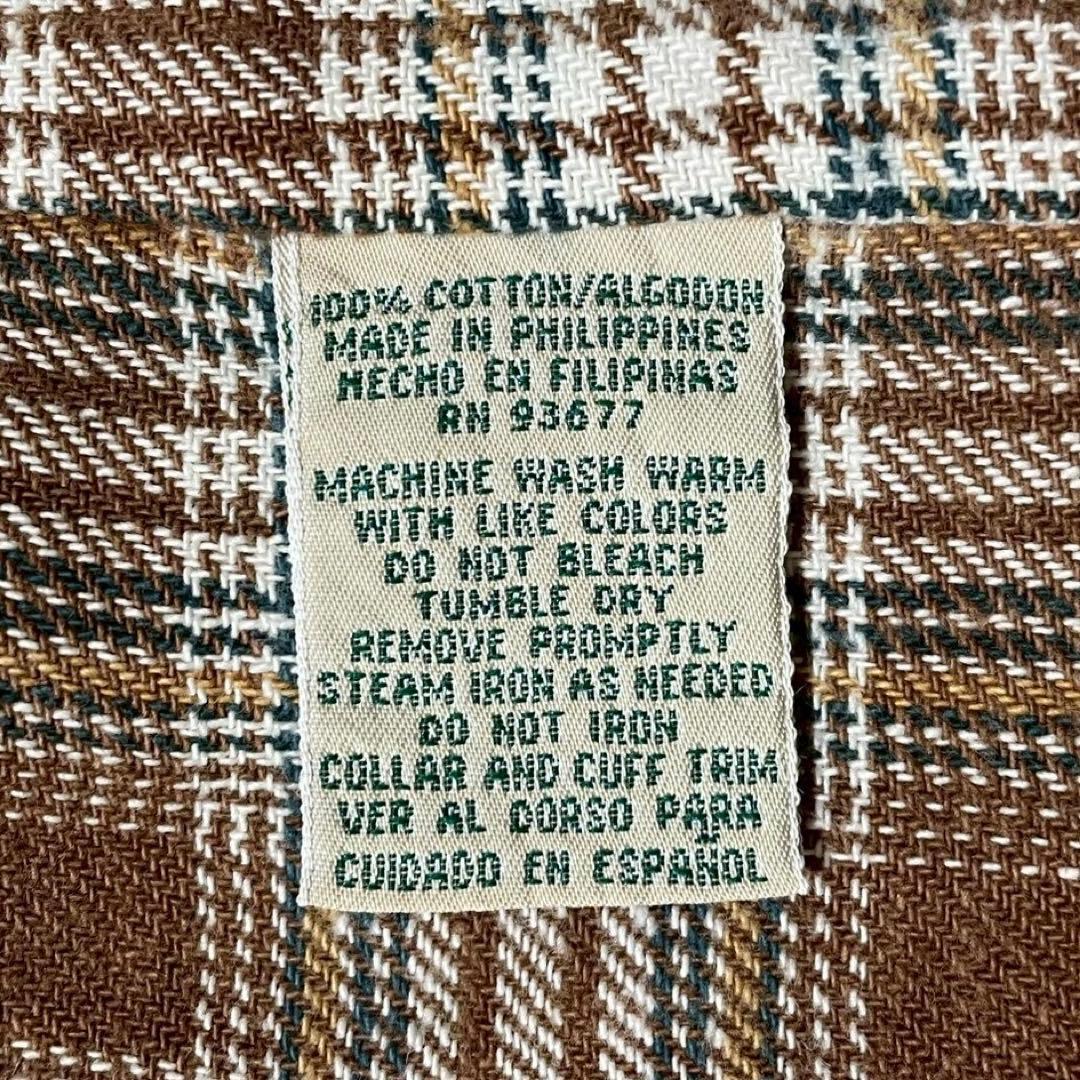 100% COTTON/ALGODON
MADE IN PHILIPPINES
HECHO EN FILIPINAS
RN 93677
MACHINE WASH WARM
WITH LIKE COLORS
DO NOT BLEACH
TUMBLE DRY
REMOVE PROMPTLY
STEAM IRON AS NEEDED
DO NOT IRON
COLLAR AND CUFF TRIM
VER AL DORSO PARA
CUIDADO EN ESPAÑOL